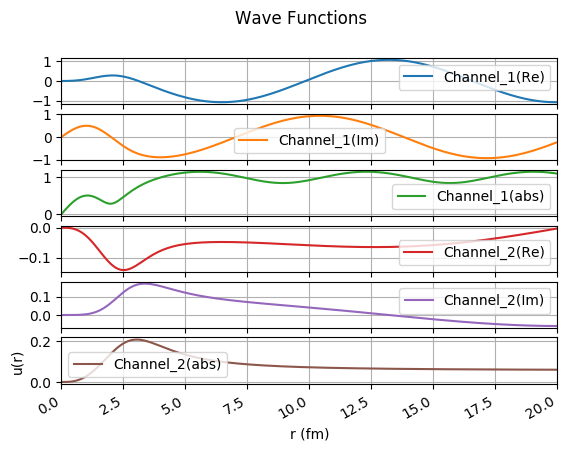 Wave Functions
1
0
−1
Channel_1(Re)
1
0
−1
Channel_1(Im)
1
0
Channel_1(abs)
0.0
−0.1
Channel_2(Re)
0.1
0.0
Channel_2(Im)
0.2
0.0
Channel_2(abs)
u(r)
0.0 2.5 5.0 7.5 10.0 12.5 15.0 17.5 20.0
r (fm)